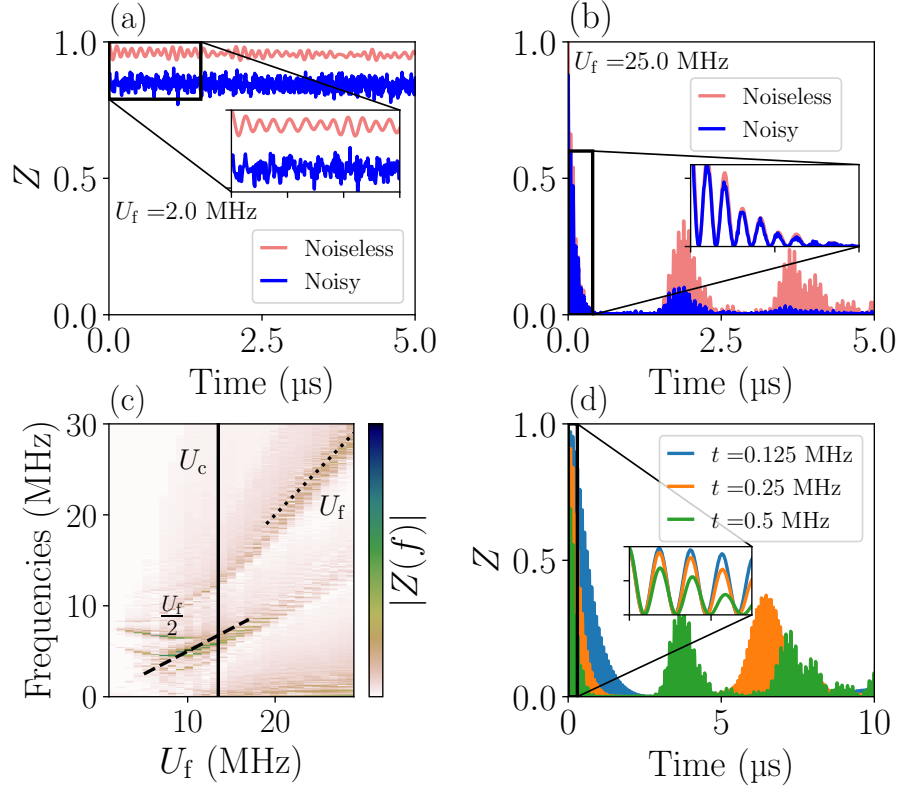 (a)
1.0
0.5
0.0
Z
U_f =2.0 MHz
Noiseless
Noisy
0.0 2.5 5.0
Time (µs)
(b)
1.0
0.5
0.0
U_f =25.0 MHz
Noiseless
Noisy
0.0 2.5 5.0
Time (µs)
(c)
30
20
10
0
Frequencies (MHz)
U_c
U_f
U_f/2
10 20
U_f (MHz)
|Z(f)|
(d)
1.0
0.5
0.0
Z
t =0.125 MHz
t =0.25 MHz
t =0.5 MHz
0 5 10
Time (µs)